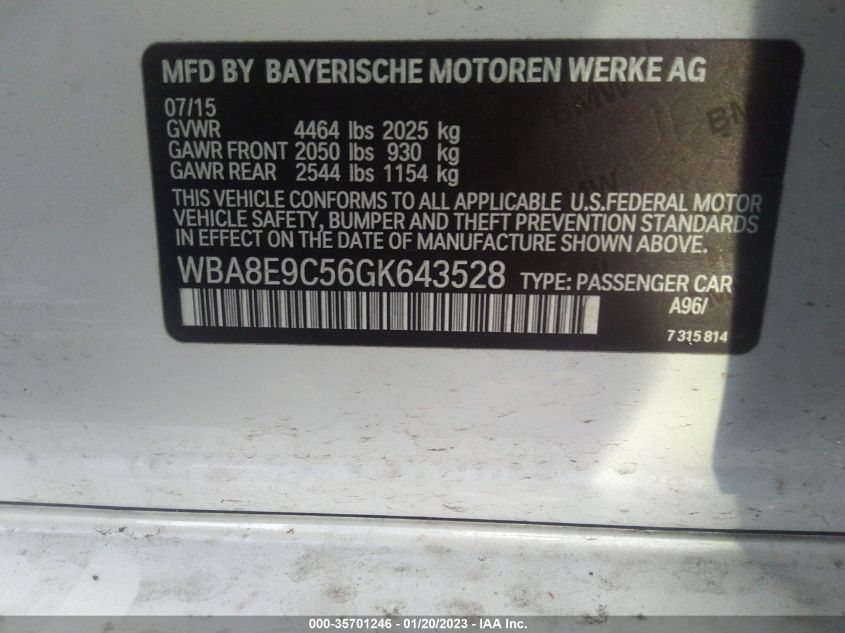 MFD BY BAYERISCHE MOTOREN WERKE AG
07/15
GVWR 4464 lbs 2025 kg
GAWR FRONT 2050 lbs 930 kg
GAWR REAR 2544 lbs 1154 kg
THIS VEHICLE CONFORMS TO ALL APPLICABLE U.S.FEDERAL MOTOR
VEHICLE SAFETY, BUMPER AND THEFT PREVENTION STANDARDS
IN EFFECT ON THE DATE OF MANUFACTURE SHOWN ABOVE.
WBA8E9C56GK643528 TYPE: PASSENGER CAR
A96/
7 315 814
BMW
BMW
000-35701246 - 01/20/2023 - IAA Inc.